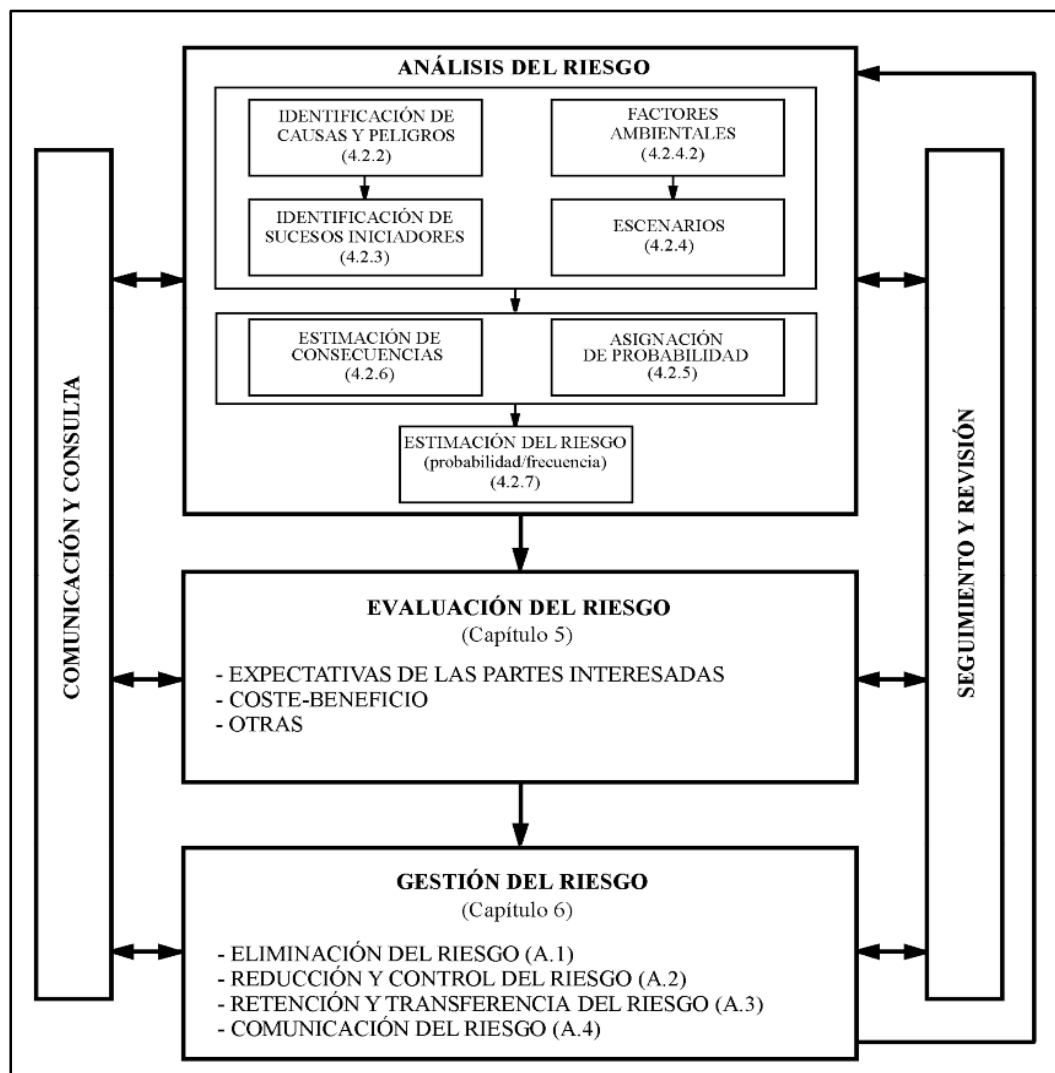 ANÁLISIS DEL RIESGO
IDENTIFICACIÓN DE
CAUSAS Y PELIGROS
(4.2.2)
FACTORES
AMBIENTALES
(4.2.4.2)
IDENTIFICACIÓN DE
SUCESOS INICIADORES
(4.2.3)
ESCENARIOS
(4.2.4)
ESTIMACIÓN DE
CONSECUENCIAS
(4.2.6)
ASIGNACIÓN
DE PROBABILIDAD
(4.2.5)
ESTIMACIÓN DEL RIESGO
(probabilidad/frecuencia)
(4.2.7)
COMUNICACIÓN Y CONSULTA
SEGUIMIENTO Y REVISIÓN
EVALUACIÓN DEL RIESGO
(Capítulo 5)
- EXPECTATIVAS DE LAS PARTES INTERESADAS
- COSTE-BENEFICIO
- OTRAS
GESTIÓN DEL RIESGO
(Capítulo 6)
- ELIMINACIÓN DEL RIESGO (A.1)
- REDUCCIÓN Y CONTROL DEL RIESGO (A.2)
- RETENCIÓN Y TRANSFERENCIA DEL RIESGO (A.3)
- COMUNICACIÓN DEL RIESGO (A.4)